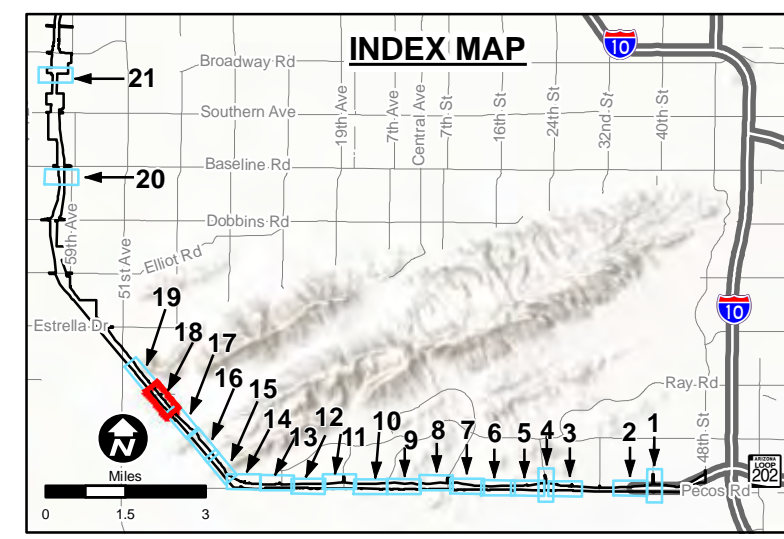 INDEX MAP
10
Broadway Rd
21
Southern Ave
19th Ave
7th Ave
Central Ave
7th St
16th St
24th St
32nd St
40th St
Baseline Rd
20
59th Ave
Dobbins Rd
51st Ave
Elliot Rd
10
Estrella Dr
19
18
17
16
15
14
13
12
11
10
9
8
7
6
5
4
3
2
1
Ray Rd
48th St
N
Miles
0 1.5 3
Pecos Rd
ARIZONA
LOOP
202